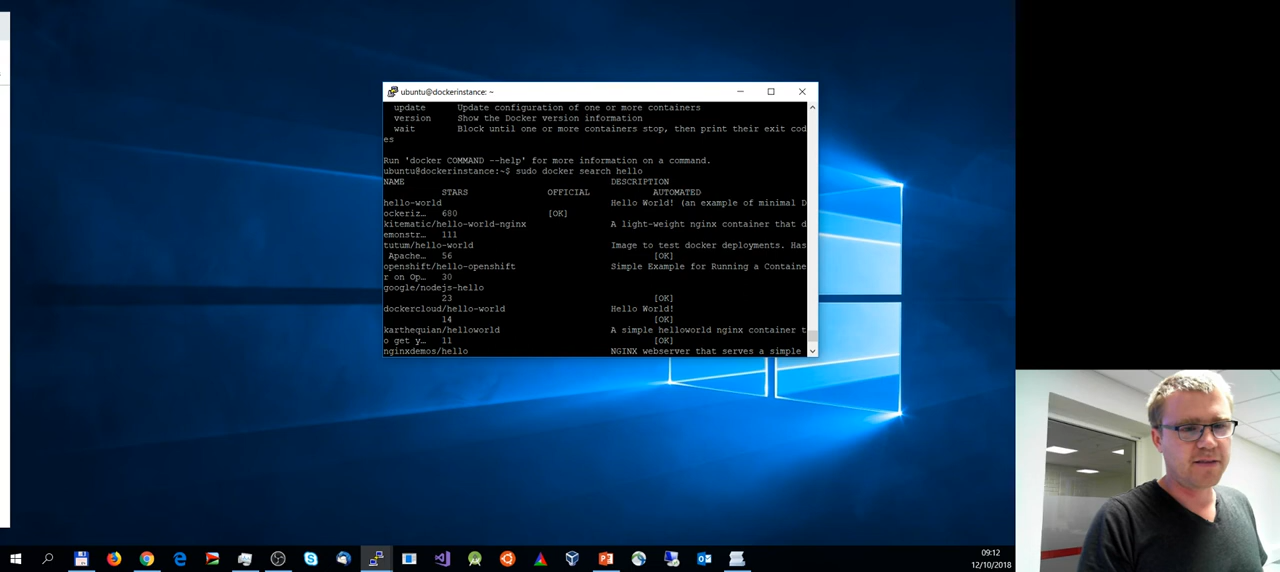 ubuntu@dockerinstance: ~
update Update configuration of one or more containers
version Show the Docker version information
wait Block until one or more containers stop, then print their exit cod
es
Run 'docker COMMAND --help' for more information on a command.
ubuntu@dockerinstance:~$ sudo docker search hello
NAME DESCRIPTION
STARS OFFICIAL AUTOMATED
hello-world Hello World! (an example of minimal D
ockeriz… 680 [OK]
kitematic/hello-world-nginx A light-weight nginx container that d
emonstr… 111
tutum/hello-world Image to test docker deployments. Has
Apache… 56 [OK]
openshift/hello-openshift Simple Example for Running a Containe
r on Op… 30
google/nodejs-hello
23 [OK]
dockercloud/hello-world Hello World!
14 [OK]
karthequian/helloworld A simple helloworld nginx container t
o get y… 11 [OK]
nginxdemos/hello NGINX webserver that serves a simple
09:12
12/10/2018